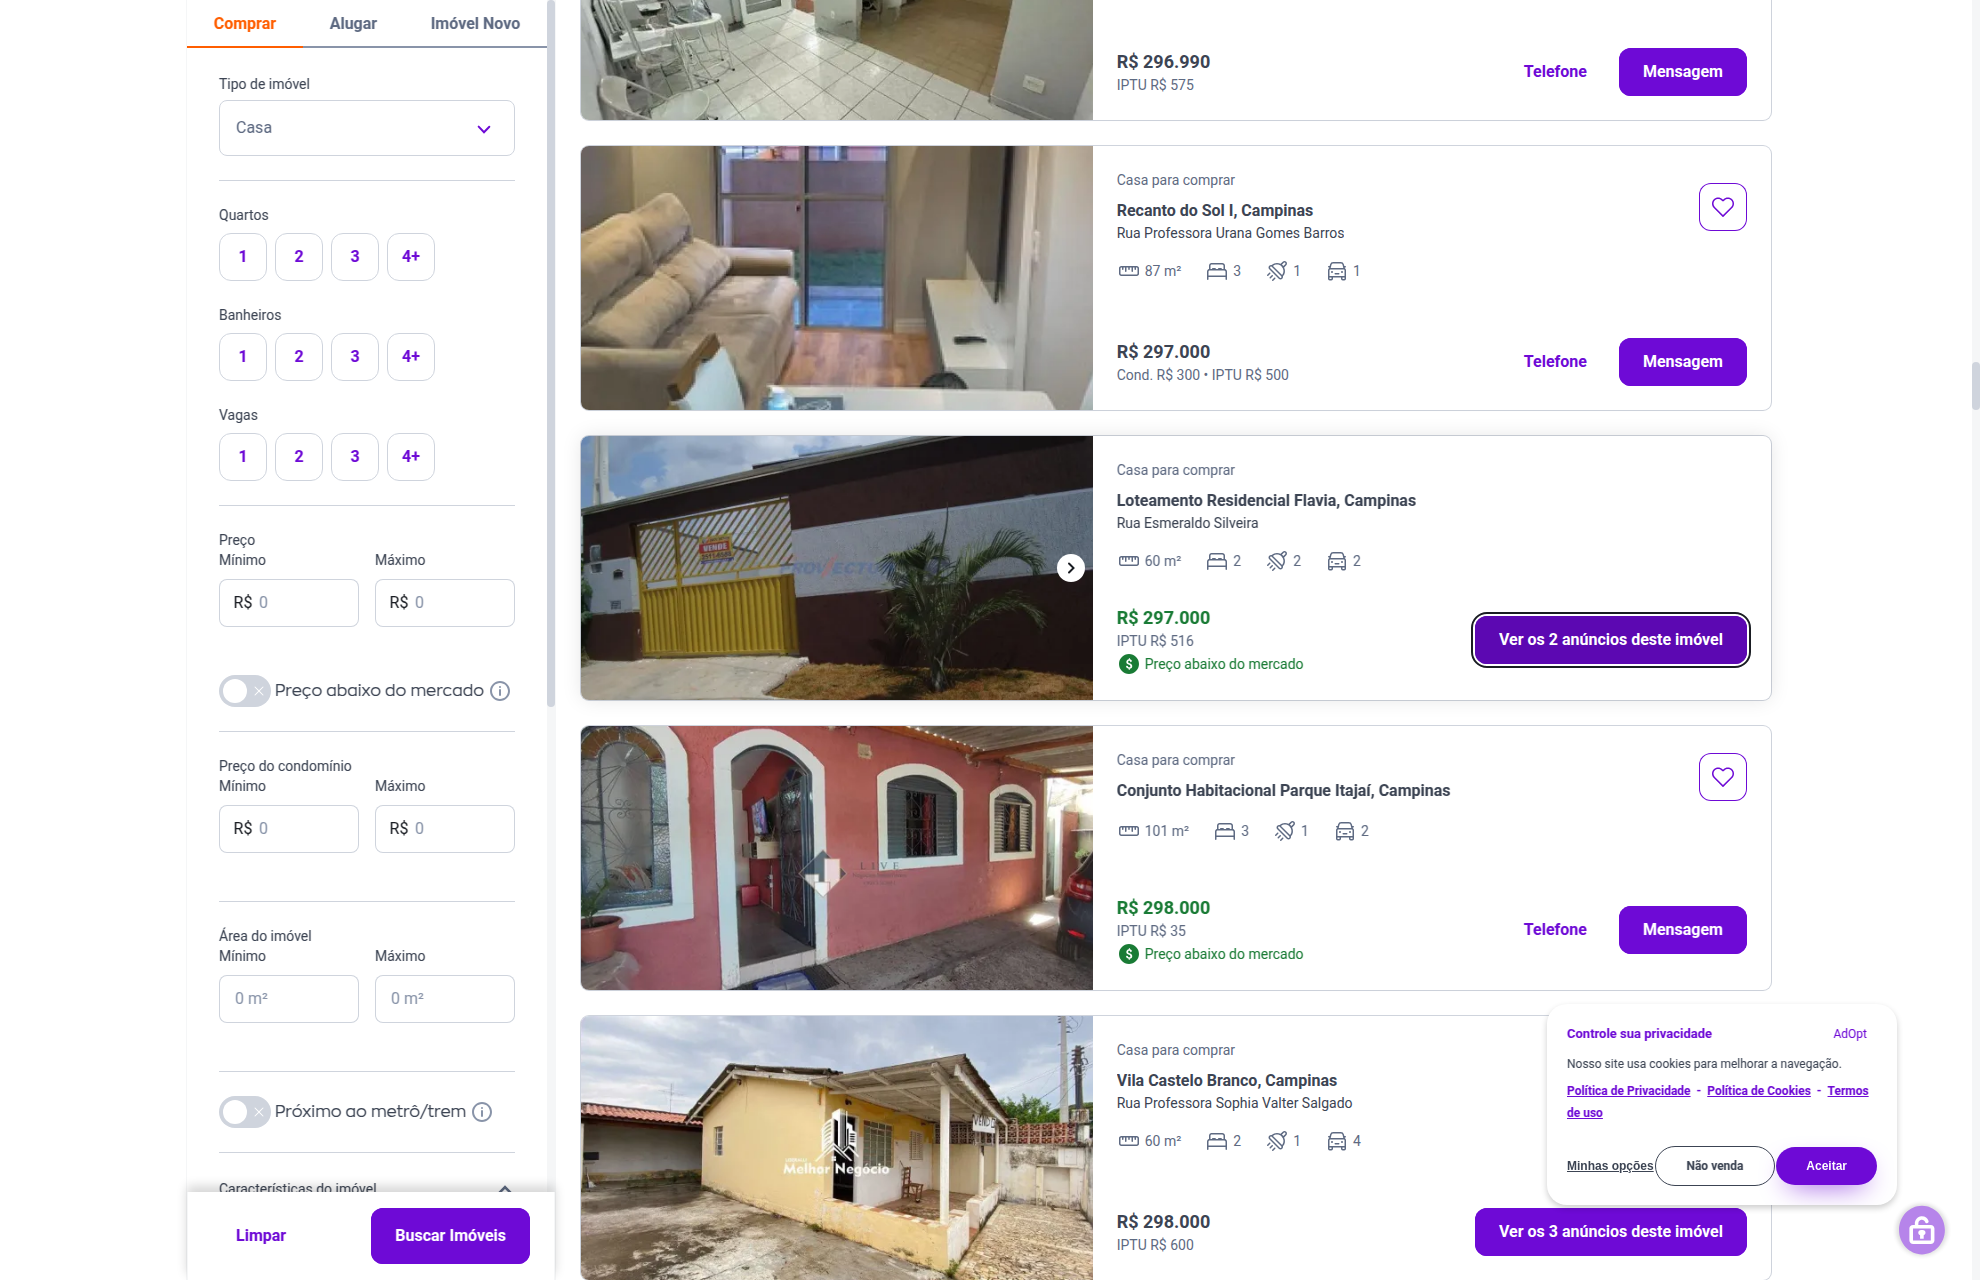 Comprar
Alugar
Imóvel Novo
Tipo de imóvel
Casa
Quartos
1
2
3
4+
Banheiros
1
2
3
4+
Vagas
1
2
3
4+
Preço
Mínimo
Máximo
R$ 0
R$ 0
Preço abaixo do mercado
Preço do condomínio
Mínimo
Máximo
R$ 0
R$ 0
Área do imóvel
Mínimo
Máximo
0 m²
0 m²
Próximo ao metrô/trem
Características do imóvel
Limpar
Buscar Imóveis
R$ 296.990
IPTU R$ 575
Telefone
Mensagem
Casa para comprar
Recanto do Sol I, Campinas
Rua Professora Urana Gomes Barros
87 m²
3
1
1
R$ 297.000
Cond. R$ 300 • IPTU R$ 500
Telefone
Mensagem
VENDE
Casa para comprar
Loteamento Residencial Flavia, Campinas
Rua Esmeraldo Silveira
60 m²
2
2
2
R$ 297.000
IPTU R$ 516
Preço abaixo do mercado
Ver os 2 anúncios deste imóvel
LIVE
Casa para comprar
Conjunto Habitacional Parque Itajaí, Campinas
101 m²
3
1
2
R$ 298.000
IPTU R$ 35
Preço abaixo do mercado
Telefone
Mensagem
Melhor Negócio
Casa para comprar
Vila Castelo Branco, Campinas
Rua Professora Sophia Valter Salgado
60 m²
2
1
4
R$ 298.000
IPTU R$ 600
Ver os 3 anúncios deste imóvel
Controle sua privacidade
AdOpt
Nosso site usa cookies para melhorar a navegação.
Política de Privacidade - Política de Cookies - Termos
de uso
Minhas opções
Não venda
Aceitar